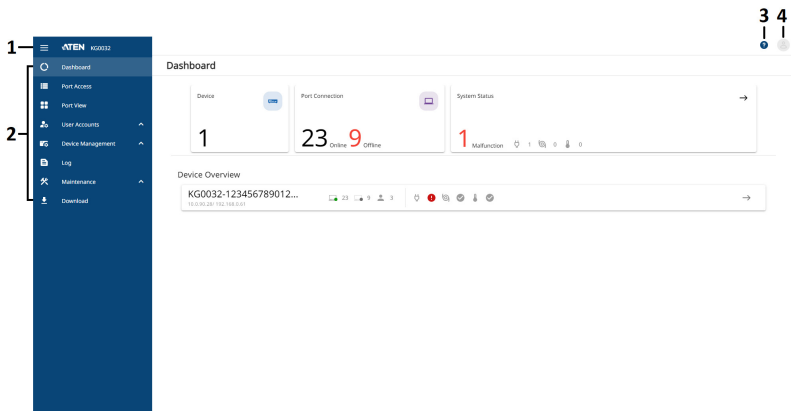 3 4
1
ATEN KG0032
?
Dashboard
Dashboard
Port Access
Port View
User Accounts
Device Management
Log
Maintenance
Download
2
Device
1
Port Connection
23 Online 9 Offline
System Status
1 Malfunction 1 0 0
Device Overview
KG0032-123456789012...
23 9 3